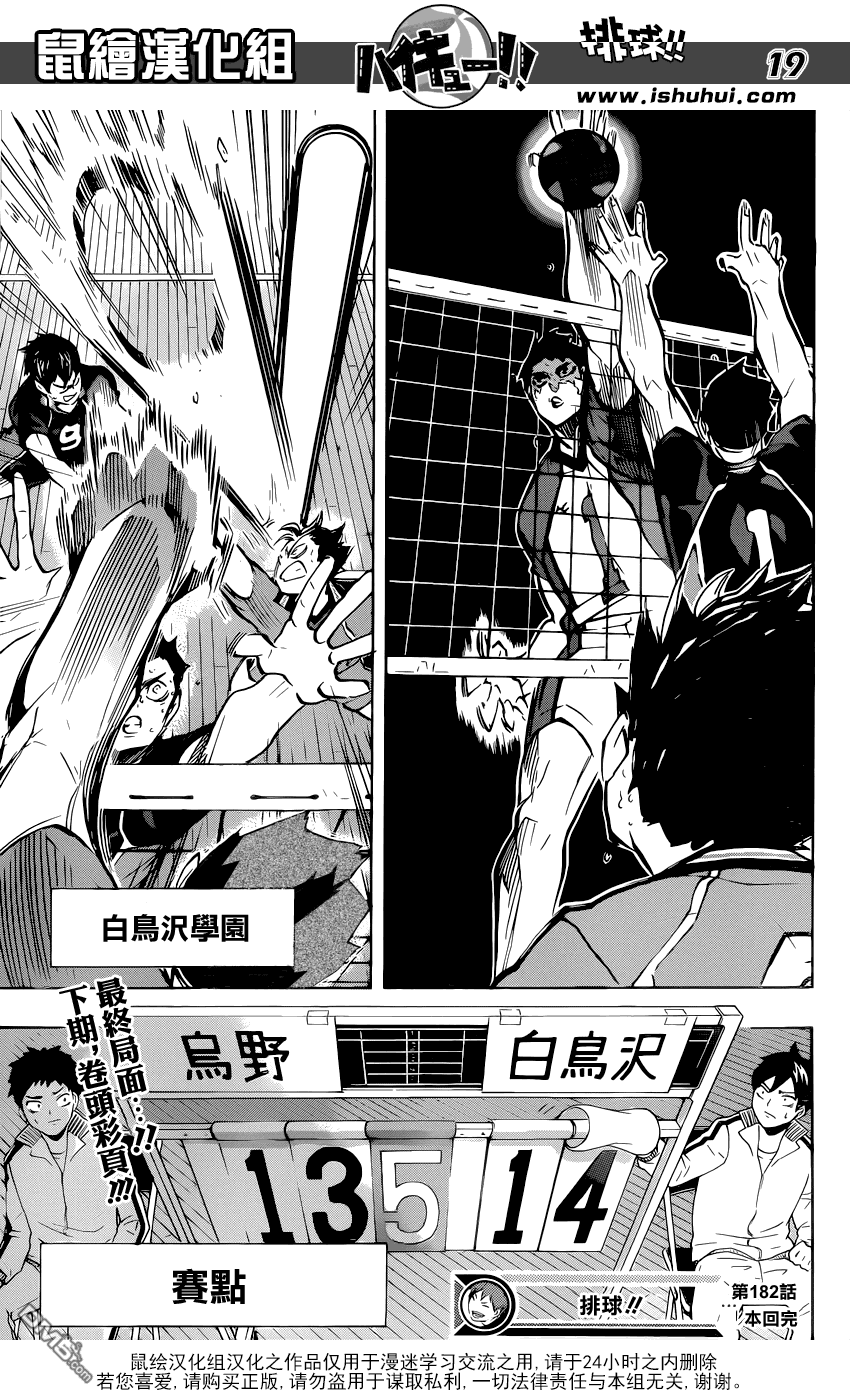 鼠繪漢化組
ハイキュー!!
排球!!
19
www.ishuhui.com
9
1
白鳥沢學園
最終局面…!!
下期,卷頭彩頁!!!
烏野
白鳥沢
13
5
14
賽點
排球!!
第182話
…本回完
鼠绘汉化组汉化之作品仅用于漫迷学习交流之用,请于24小时之内删除
若您喜爱,请购买正版,请勿盗用于谋取私利,一切法律责任与本组无关,谢谢。